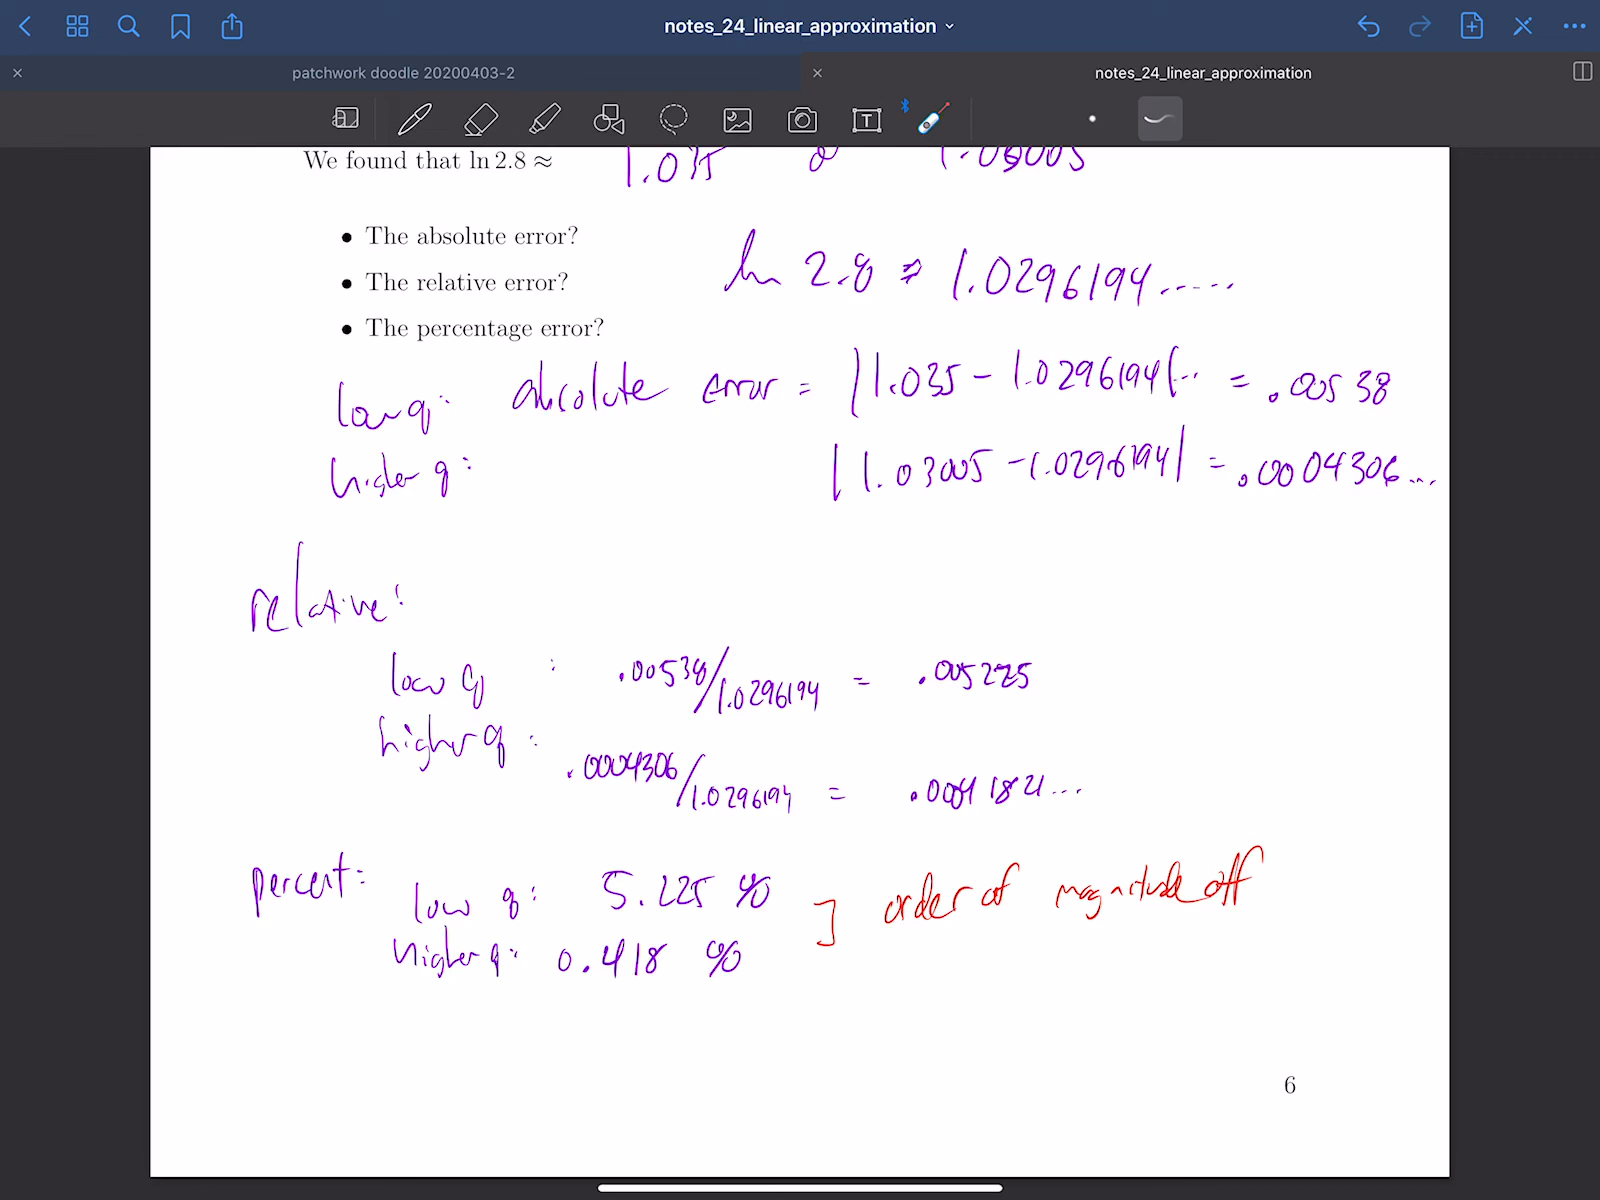 notes_24_linear_approximation
patchwork doodle 20200403-2
notes_24_linear_approximation
We found that ln 2.8 ≈ 1.035 & 1.03005
• The absolute error?
• The relative error?
• The percentage error?
ln 2.8 ≈ 1.0296194......
low q: absolute error = |1.035 - 1.0296194|... = .00538
higher q: |1.03005 - 1.0296194| = .0004306...
relative:
low q : .00538/1.0296194 = .005225
higher q : .0004306/1.0296194 = .0004182...
percent: low q: 5.225 %
higher q: 0.418 %
] order of magnitude off
6